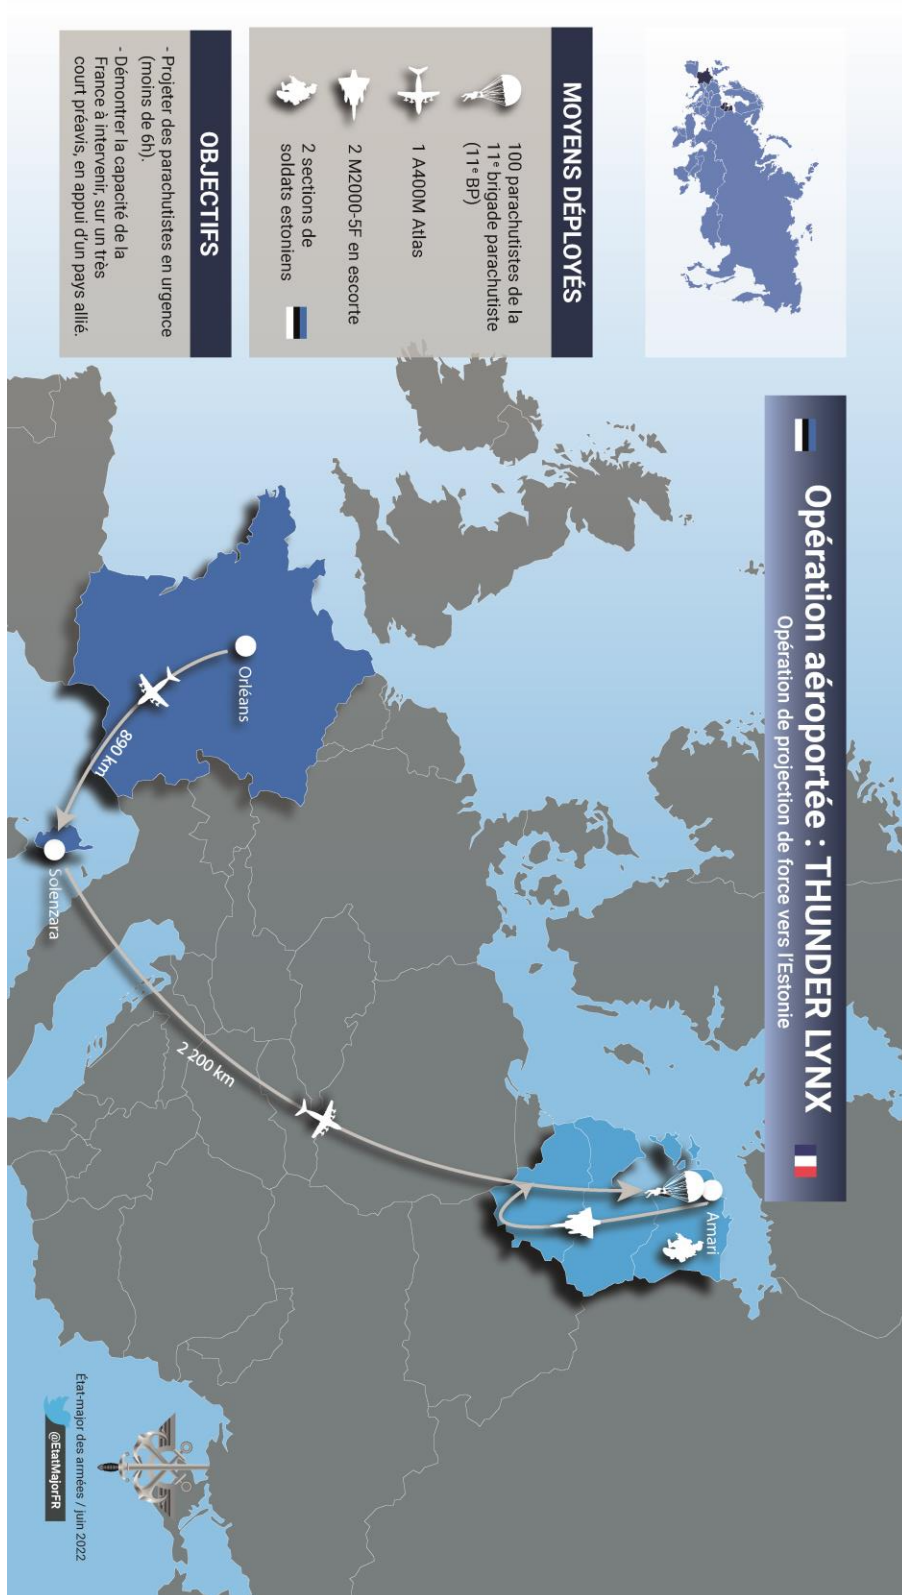 Opération aéroportée : THUNDER LYNX
Opération de projection de force vers l'Estonie
MOYENS DÉPLOYÉS
100 parachutistes de la
11e brigade parachutiste
(11e BP)
1 A400M Atlas
2 M2000-5F en escorte
2 sections de
soldats estoniens
OBJECTIFS
- Projeter des parachutistes en urgence
(moins de 6h).
- Démontrer la capacité de la
France à intervenir, sur un très
court préavis, en appui d'un pays allié.
Orléans
890 km
Solenzara
2 200 km
Amari
État-major des armées / juin 2022
@EtatMajorFR